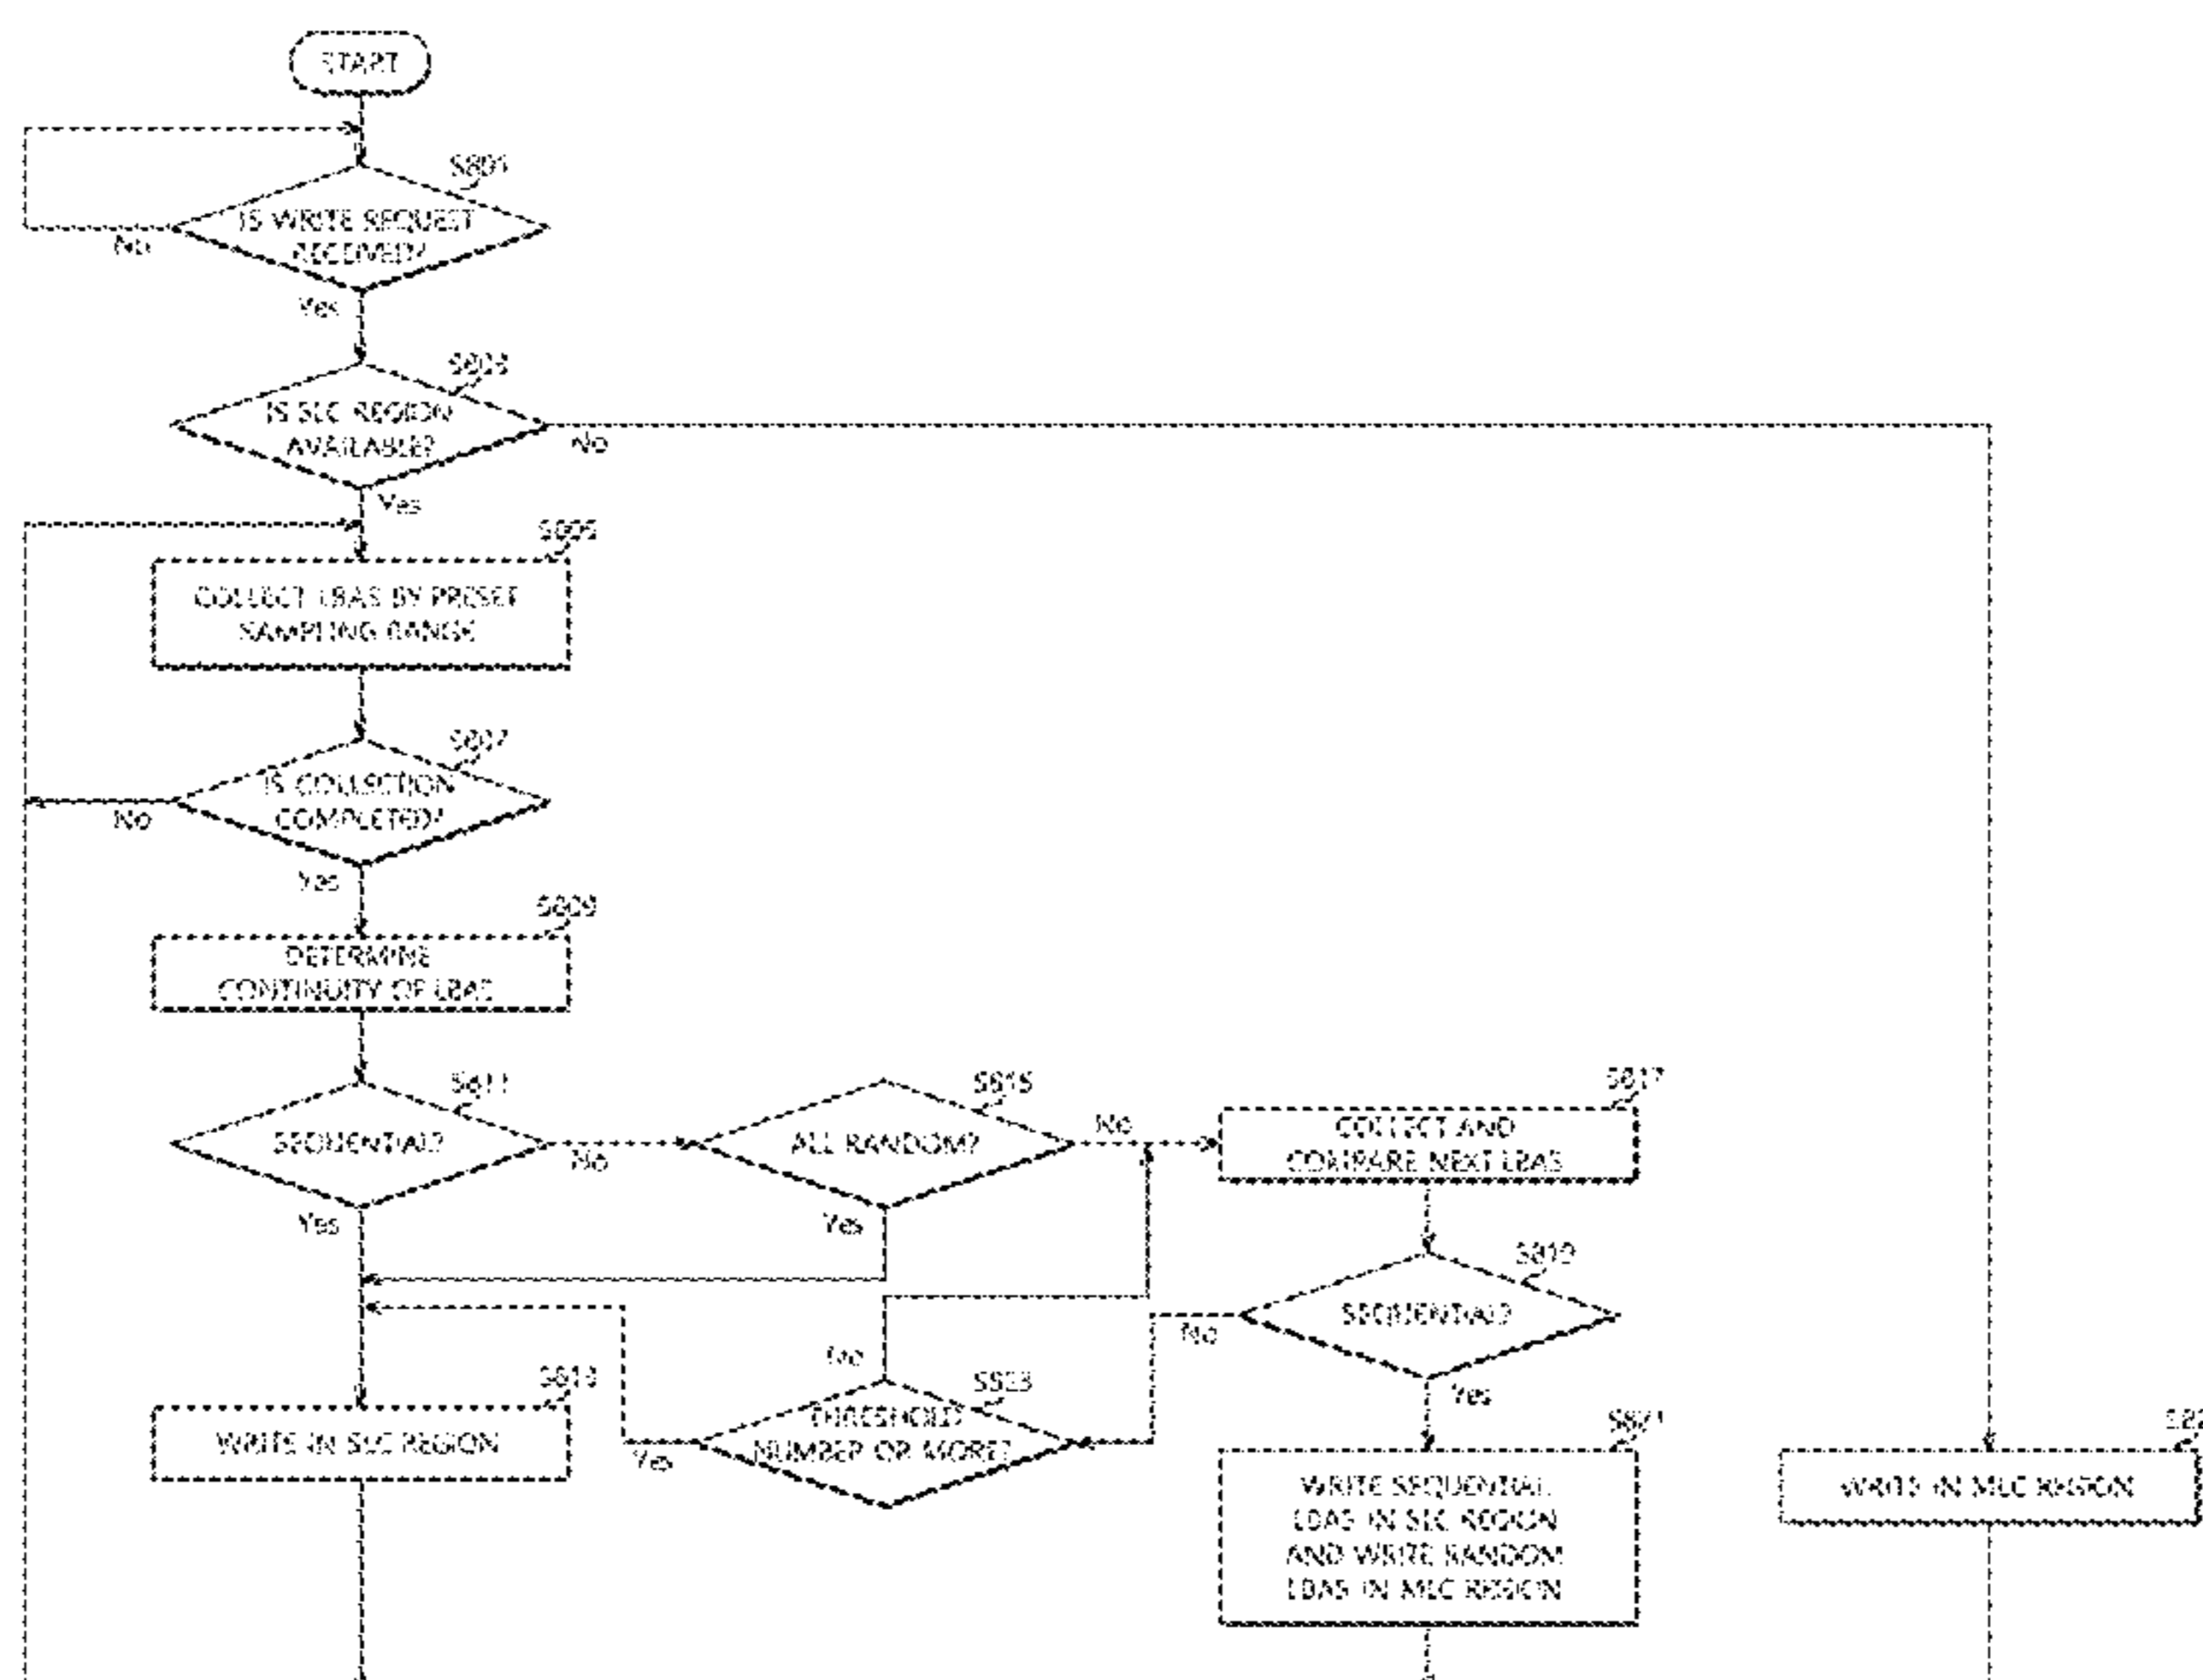 START
S801
IS WRITE REQUEST
RECEIVED?
No
Yes
S803
IS SLC REGION
AVAILABLE?
No
Yes
S805
COLLECT LBAS BY PRESET
SAMPLING RANGE
S807
IS COLLECTION
COMPLETED?
No
Yes
S809
DETERMINE
CONTINUITY OF LBAS
S811
SEQUENTIAL?
No
Yes
S815
ALL RANDOM?
No
Yes
S817
COLLECT AND
COMPARE NEXT LBAS
S819
SEQUENTIAL?
No
Yes
No
S823
THRESHOLD
NUMBER OR MORE?
Yes
WRITE IN SLC REGION
S821
WRITE SEQUENTIAL
LBAS IN SLC REGION
AND WRITE RANDOM
LBAS IN MLC REGION
WRITE IN MLC REGION